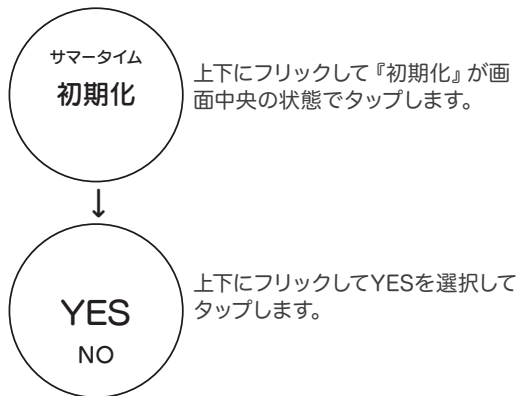 サマータイム
初期化
上下にフリックして『初期化』が画
面中央の状態でタップします。
↓
YES
NO
上下にフリックしてYESを選択して
タップします。